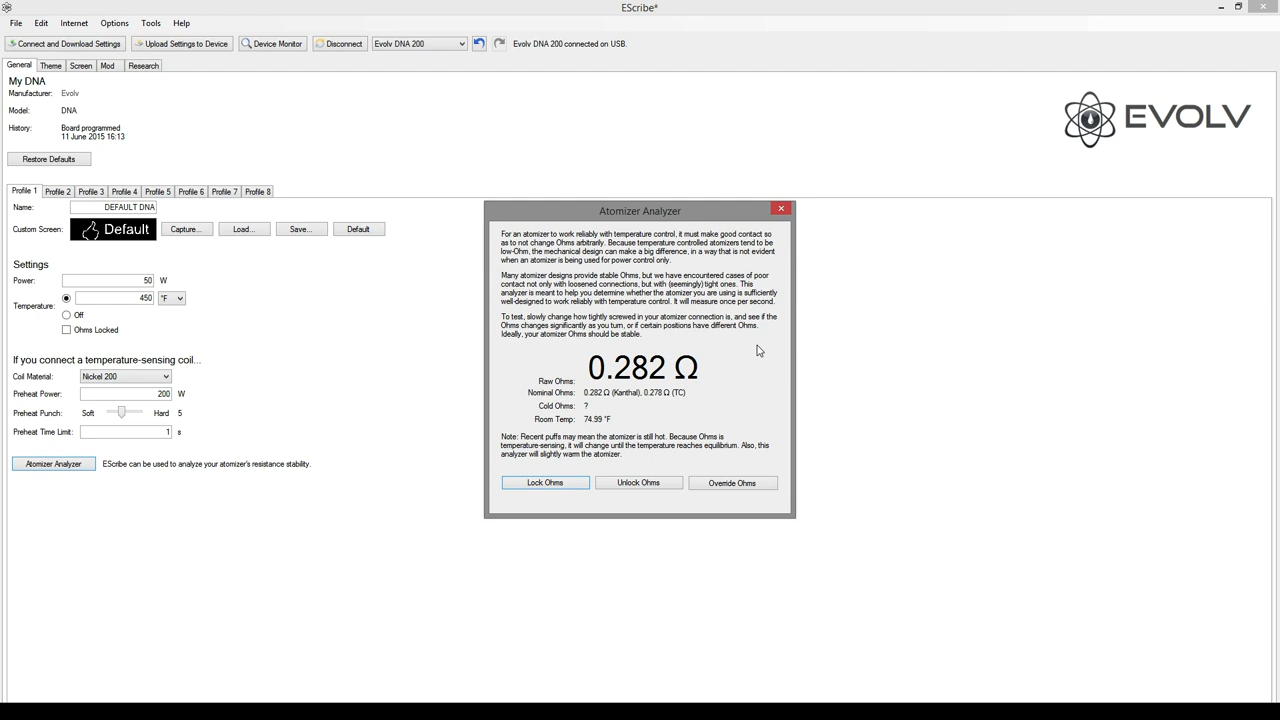 EScribe*
File Edit Internet Options Tools Help
Connect and Download Settings Upload Settings to Device Device Monitor Disconnect Evolv DNA 200 Evolv DNA 200 connected on USB.
General Theme Screen Mod Research
My DNA
Manufacturer: Evolv
Model: DNA
History: Board programmed
11 June 2015 16:13
EVOLV
Restore Defaults
Profile 1 Profile 2 Profile 3 Profile 4 Profile 5 Profile 6 Profile 7 Profile 8
Name: DEFAULT DNA
Custom Screen: Default Capture... Load... Save... Default
Settings
Power: 50 W
Temperature: 450 °F
Off
Ohms Locked
If you connect a temperature-sensing coil...
Coil Material: Nickel 200
Preheat Power: 200 W
Preheat Punch: Soft Hard 5
Preheat Time Limit: 1 s
Atomizer Analyzer EScribe can be used to analyze your atomizer's resistance stability.
Atomizer Analyzer
For an atomizer to work reliably with temperature control, it must make good contact so
as to not change Ohms arbitrarily. Because temperature controlled atomizers tend to be
low-Ohm, the mechanical design can make a big difference, in a way that is not evident
when an atomizer is being used for power control only.
Many atomizer designs provide stable Ohms, but we have encountered cases of poor
contact not only with loosened connections, but with (seemingly) tight ones. This
analyzer is meant to help you determine whether the atomizer you are using is sufficiently
well-designed to work reliably with temperature control. It will measure once per second.
To test, slowly change how tightly screwed in your atomizer connection is, and see if the
Ohms changes significantly as you turn, or if certain positions have different Ohms.
Ideally, your atomizer Ohms should be stable.
Raw Ohms: 0.282 Ω
Nominal Ohms: 0.282 Ω (Kanthal), 0.278 Ω (TC)
Cold Ohms: ?
Room Temp: 74.99 °F
Note: Recent puffs may mean the atomizer is still hot. Because Ohms is
temperature-sensing, it will change until the temperature reaches equilibrium. Also, this
analyzer will slightly warm the atomizer.
Lock Ohms Unlock Ohms Override Ohms